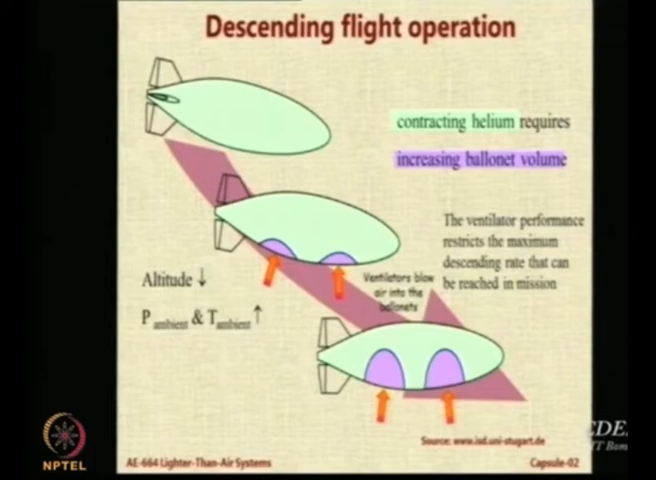 Descending flight operation
contracting helium requires
increasing ballonet volume
The ventilator performance
restricts the maximum
descending rate that can
be reached in mission
Altitude ↓
P ambient & T ambient ↑
Ventilators blow
air into the
ballonets
Source: www.isd.uni-stugart.de
NPTEL
AE-664 Lighter-Than-Air Systems
Capsule-02
CDE